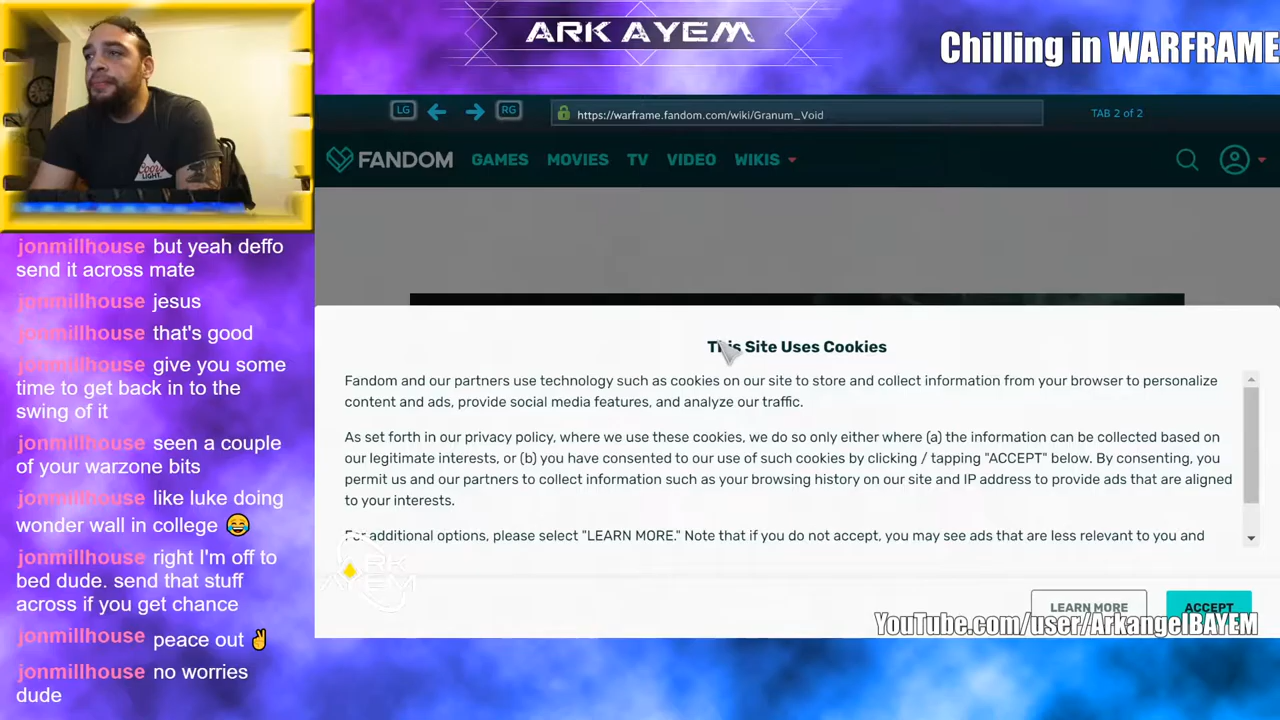 ARK AYEM
Chilling in WARFRAME
LG
RG
https://warframe.fandom.com/wiki/Granum_Void
TAB 2 of 2
FANDOM GAMES MOVIES TV VIDEO WIKIS
COORS
LIGHT.
This Site Uses Cookies
Fandom and our partners use technology such as cookies on our site to store and collect information from your browser to personalize
content and ads, provide social media features, and analyze our traffic.
As set forth in our privacy policy, where we use these cookies, we do so only either where (a) the information can be collected based on
our legitimate interests, or (b) you have consented to our use of such cookies by clicking / tapping "ACCEPT" below. By consenting, you
permit us and our partners to collect information such as your browsing history on our site and IP address to provide ads that are aligned
to your interests.
For additional options, please select "LEARN MORE." Note that if you do not accept, you may see ads that are less relevant to you and
LEARN MORE
ACCEPT
ARK
AYEM
YouTube.com/user/ArkangelBAYEM
jonmillhouse but yeah deffo
send it across mate
jonmillhouse jesus
jonmillhouse that's good
jonmillhouse give you some
time to get back in to the
swing of it
jonmillhouse seen a couple
of your warzone bits
jonmillhouse like luke doing
wonder wall in college 😂
jonmillhouse right I'm off to
bed dude. send that stuff
across if you get chance
jonmillhouse peace out ✌
jonmillhouse no worries
dude